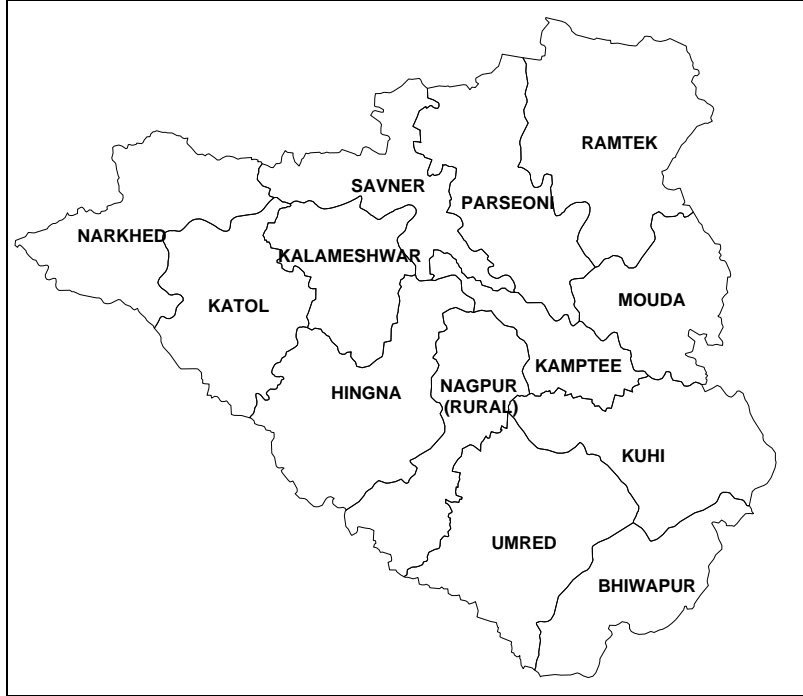 RAMTEK
SAVNER
PARSEONI
NARKHED
KALAMESHWAR
KATOL
MOUDA
KAMPTEE
HINGNA
NAGPUR
(RURAL)
KUHI
UMRED
BHIWAPUR